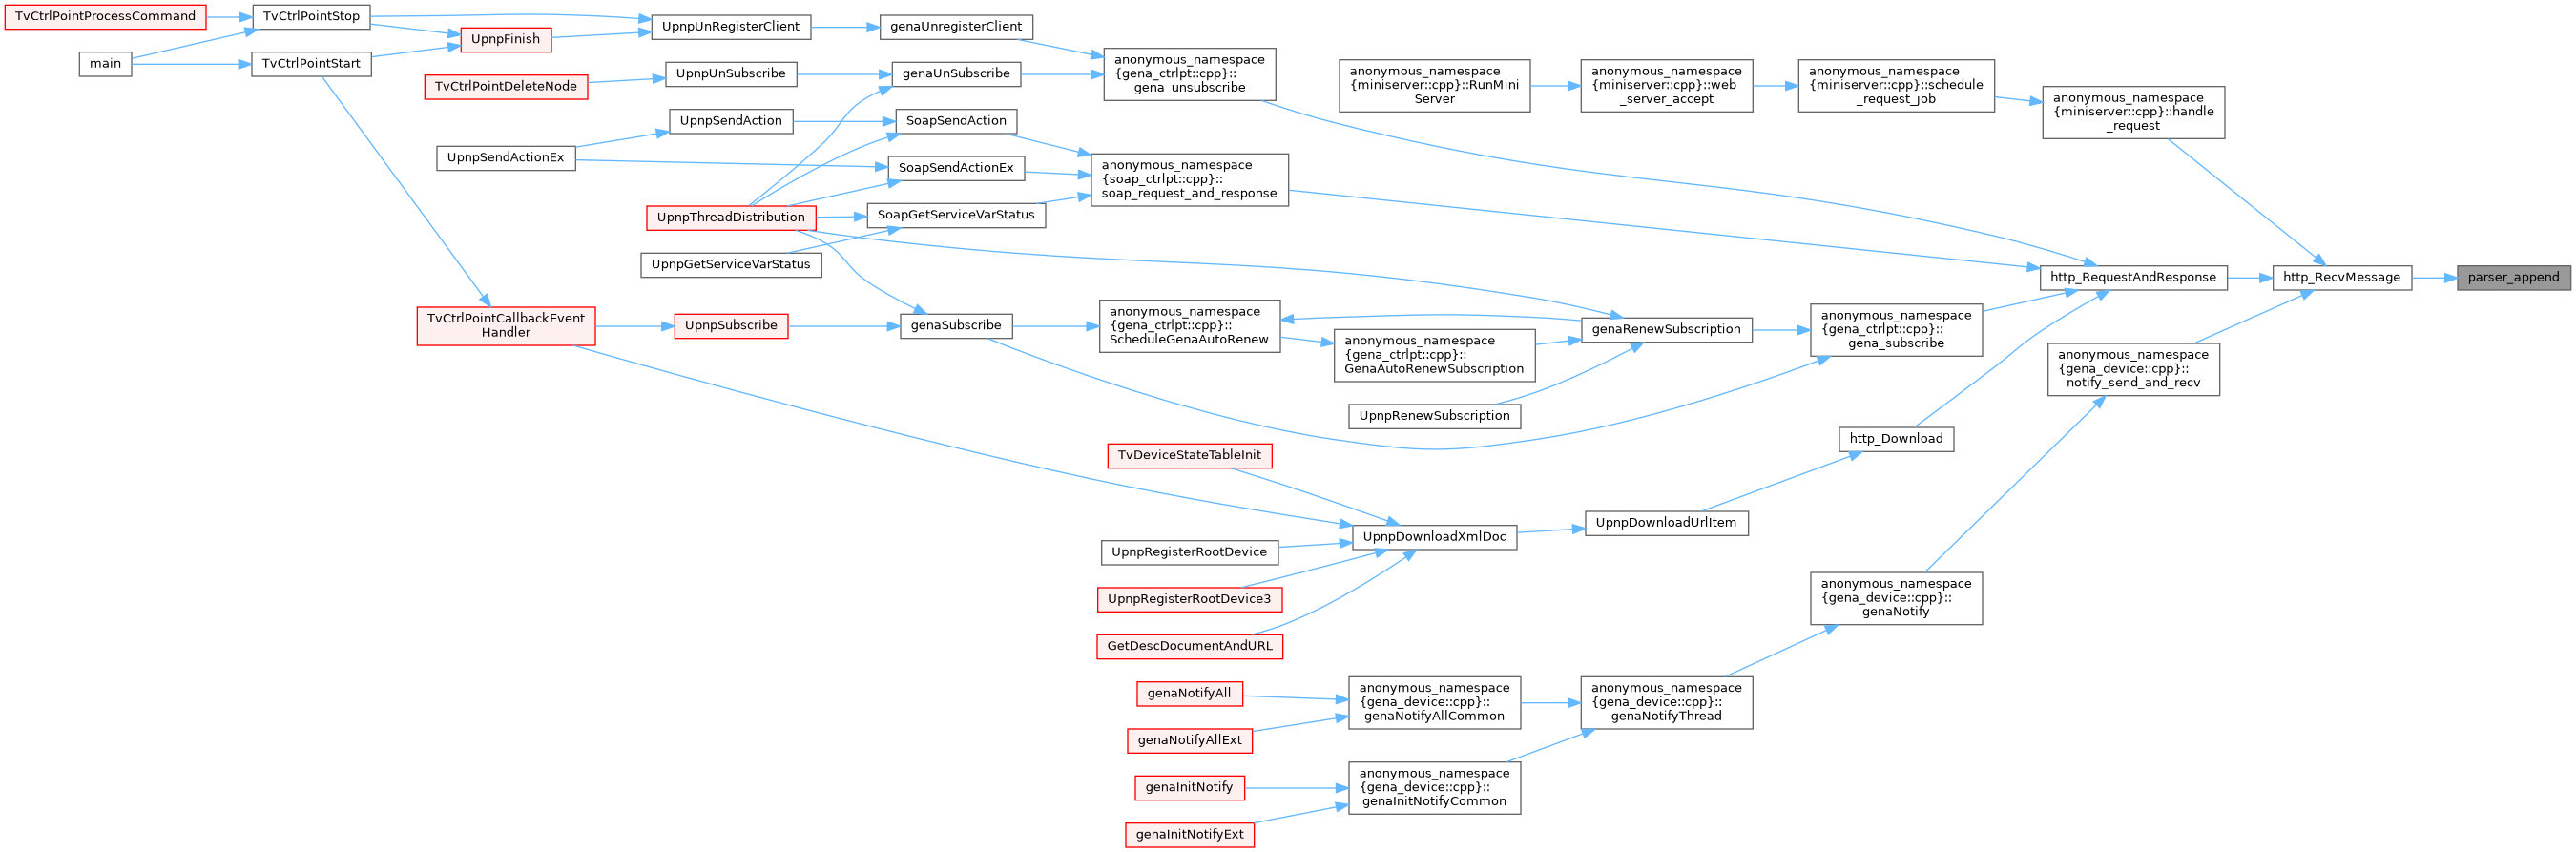 TvCtrlPointProcessCommand
main
TvCtrlPointStop
TvCtrlPointStart
UpnpFinish
TvCtrlPointDeleteNode
UpnpSendActionEx
TvCtrlPointCallbackEvent
Handler
UpnpUnRegisterClient
UpnpUnSubscribe
UpnpSendAction
UpnpThreadDistribution
UpnpGetServiceVarStatus
UpnpSubscribe
genaUnregisterClient
genaUnSubscribe
SoapSendAction
SoapSendActionEx
SoapGetServiceVarStatus
genaSubscribe
anonymous_namespace
{gena_ctrlpt::cpp}::
gena_unsubscribe
anonymous_namespace
{soap_ctrlpt::cpp}::
soap_request_and_response
anonymous_namespace
{gena_ctrlpt::cpp}::
ScheduleGenaAutoRenew
TvDeviceStateTableInit
UpnpRegisterRootDevice
UpnpRegisterRootDevice3
GetDescDocumentAndURL
genaNotifyAll
genaNotifyAllExt
genaInitNotify
genaInitNotifyExt
anonymous_namespace
{miniserver::cpp}::RunMini
Server
anonymous_namespace
{gena_ctrlpt::cpp}::
GenaAutoRenewSubscription
UpnpRenewSubscription
UpnpDownloadXmlDoc
anonymous_namespace
{gena_device::cpp}::
genaNotifyAllCommon
anonymous_namespace
{gena_device::cpp}::
genaInitNotifyCommon
anonymous_namespace
{miniserver::cpp}::web
_server_accept
genaRenewSubscription
UpnpDownloadUrlItem
anonymous_namespace
{gena_device::cpp}::
genaNotifyThread
anonymous_namespace
{miniserver::cpp}::schedule
_request_job
anonymous_namespace
{gena_ctrlpt::cpp}::
gena_subscribe
http_Download
anonymous_namespace
{gena_device::cpp}::
genaNotify
anonymous_namespace
{miniserver::cpp}::handle
_request
http_RequestAndResponse
anonymous_namespace
{gena_device::cpp}::
notify_send_and_recv
http_RecvMessage
parser_append